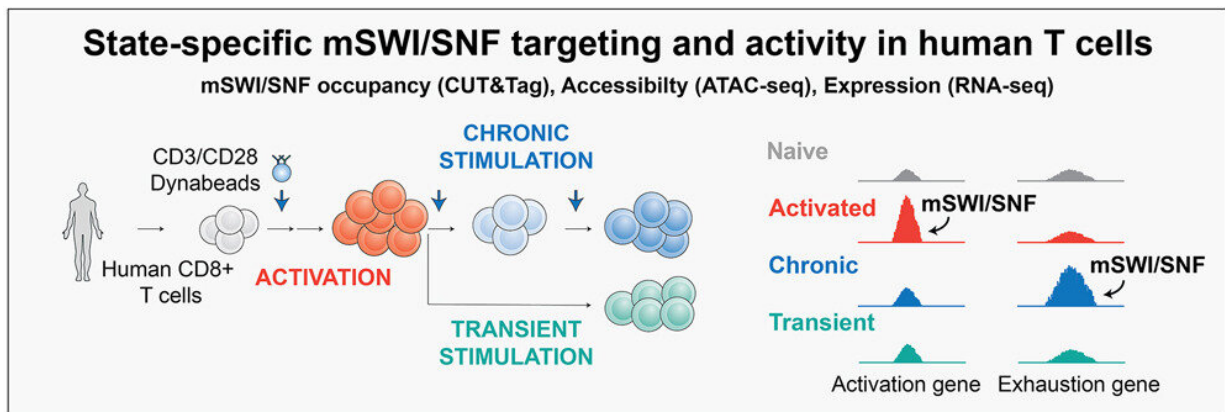 State-specific mSWI/SNF targeting and activity in human T cells
mSWI/SNF occupancy (CUT&Tag), Accessibilty (ATAC-seq), Expression (RNA-seq)
CD3/CD28
Dynabeads
Human CD8+
T cells
ACTIVATION
CHRONIC
STIMULATION
TRANSIENT
STIMULATION
Naive
Activated
mSWI/SNF
Chronic
mSWI/SNF
Transient
Activation gene
Exhaustion gene